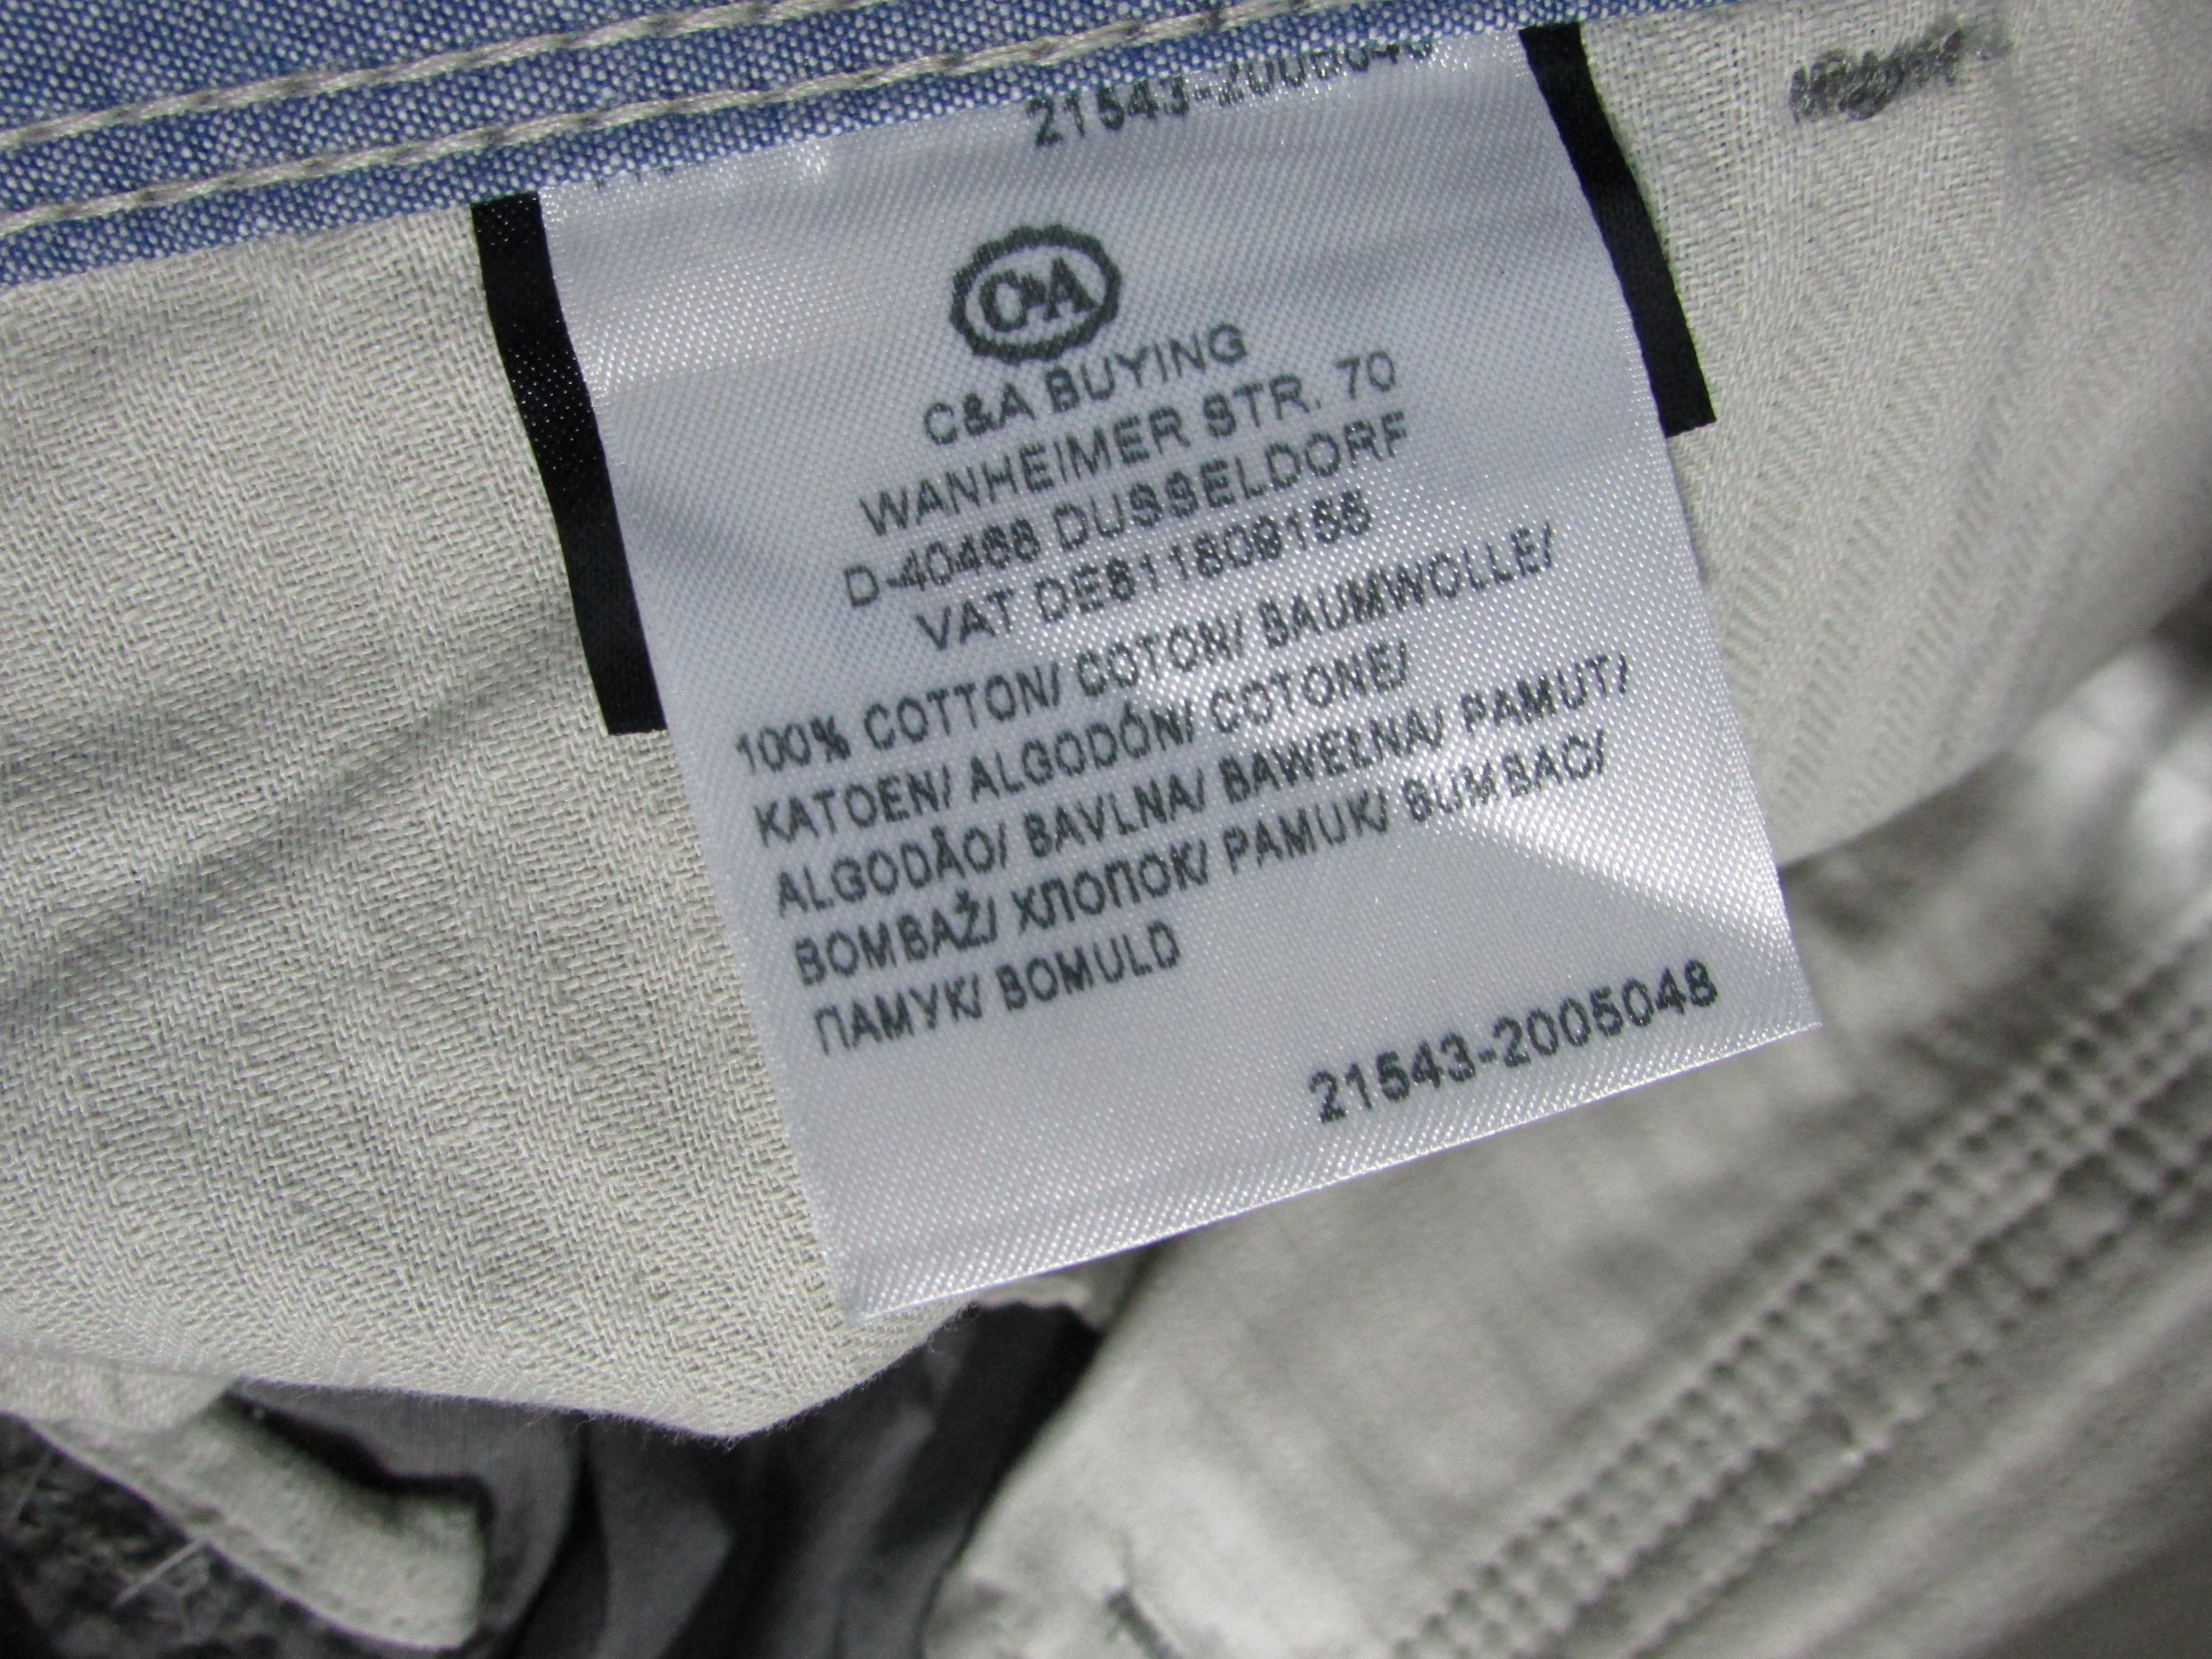 21543-2005048
C&A
C&A BUYING
WANHEIMER STR. 70
D-40468 DUSSELDORF
VAT DE811809155
100% COTTON/ COTON/ BAUMWOLLE/
KATOEN/ ALGODÓN/ COTONE/
ALGODÃO/ BAVLNA/ BAWEŁNA/ PAMUT/
BOMBAŽ/ ХЛОПОК/ PAMUK/ BUMBAC/
ПАМУК/ BOMULD
21543-2005048